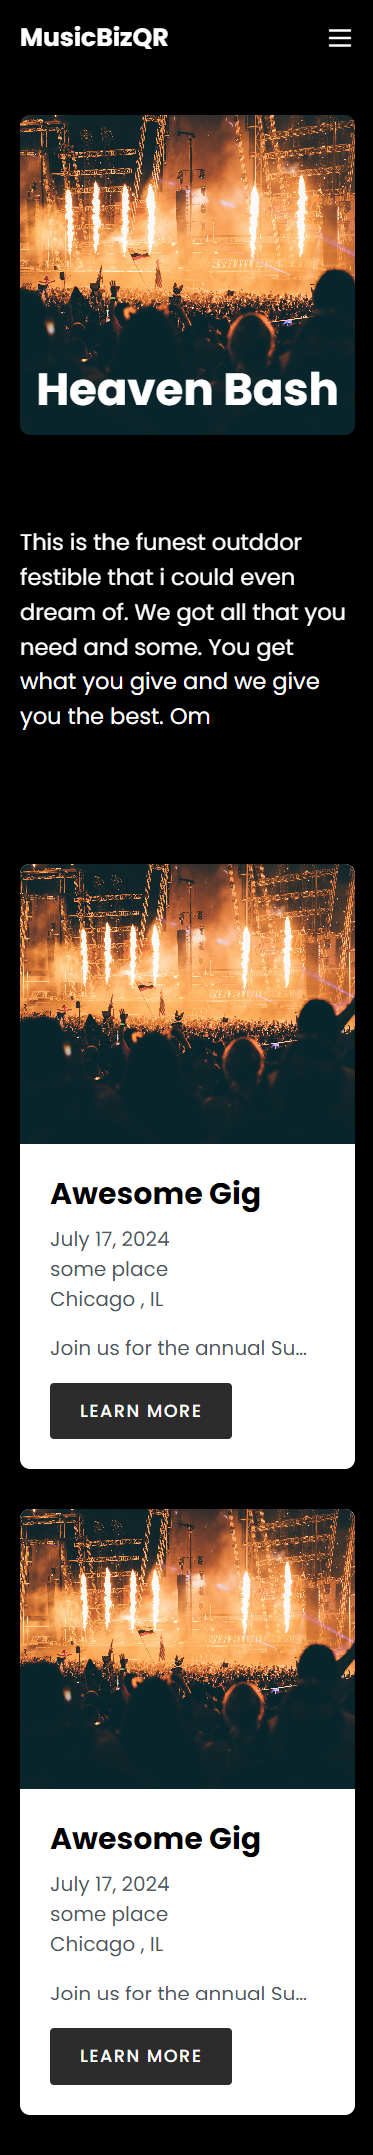 MusicBizQR
Heaven Bash
This is the funest outddor
festible that i could even
dream of. We got all that you
need and some. You get
what you give and we give
you the best. Om
Awesome Gig
July 17, 2024
some place
Chicago , IL
Join us for the annual Su...
LEARN MORE
Awesome Gig
July 17, 2024
some place
Chicago , IL
Join us for the annual Su...
LEARN MORE